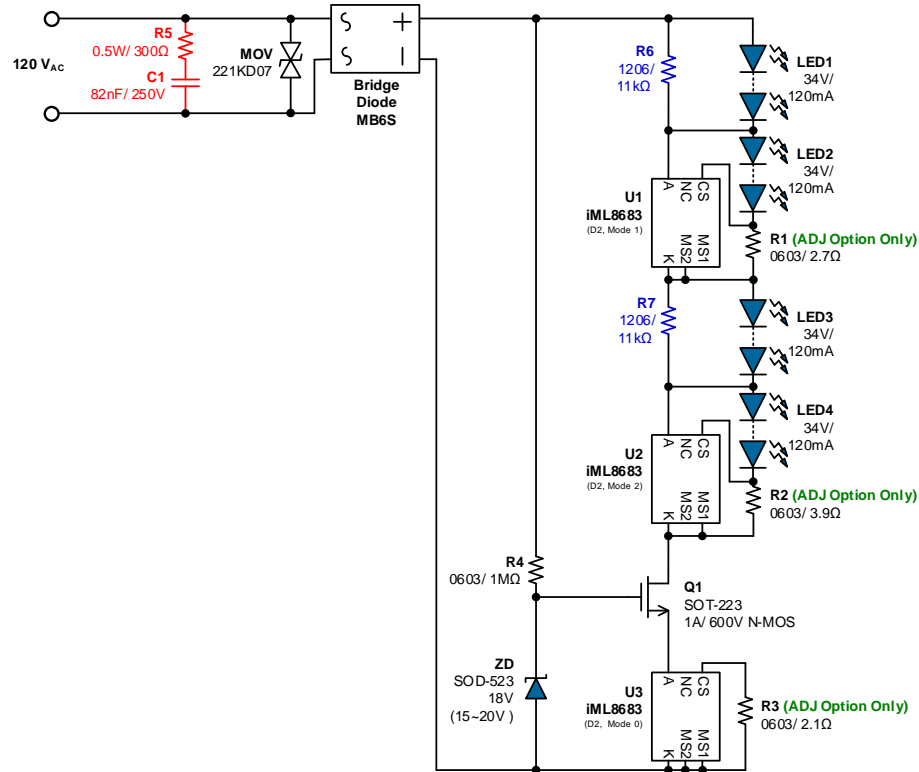 120 VAC
R5
0.5W/ 300Ω
C1
82nF/ 250V
MOV
221KD07
S
S
+
–
Bridge
Diode
MB6S
R6
1206/
11kΩ
LED1
34V/
120mA
LED2
34V/
120mA
U1
iML8683
(D2, Mode 1)
A
NC
CS
K
MS2
MS1
R1 (ADJ Option Only)
0603/ 2.7Ω
R7
1206/
11kΩ
LED3
34V/
120mA
LED4
34V/
120mA
U2
iML8683
(D2, Mode 2)
A
NC
CS
K
MS2
MS1
R2 (ADJ Option Only)
0603/ 3.9Ω
R4
0603/ 1MΩ
Q1
SOT-223
1A/ 600V N-MOS
ZD
SOD-523
18V
(15~20V )
U3
iML8683
(D2, Mode 0)
A
NC
CS
K
MS2
MS1
R3 (ADJ Option Only)
0603/ 2.1Ω